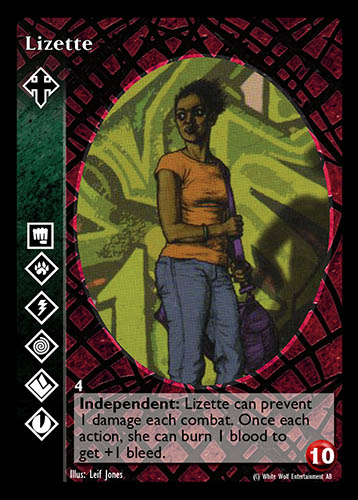 Lizette
4
Independent: Lizette can prevent
1 damage each combat. Once each
action, she can burn 1 blood to
get +1 bleed.
10
Illus: Leif Jones
(C) White Wolf Entertainment AB